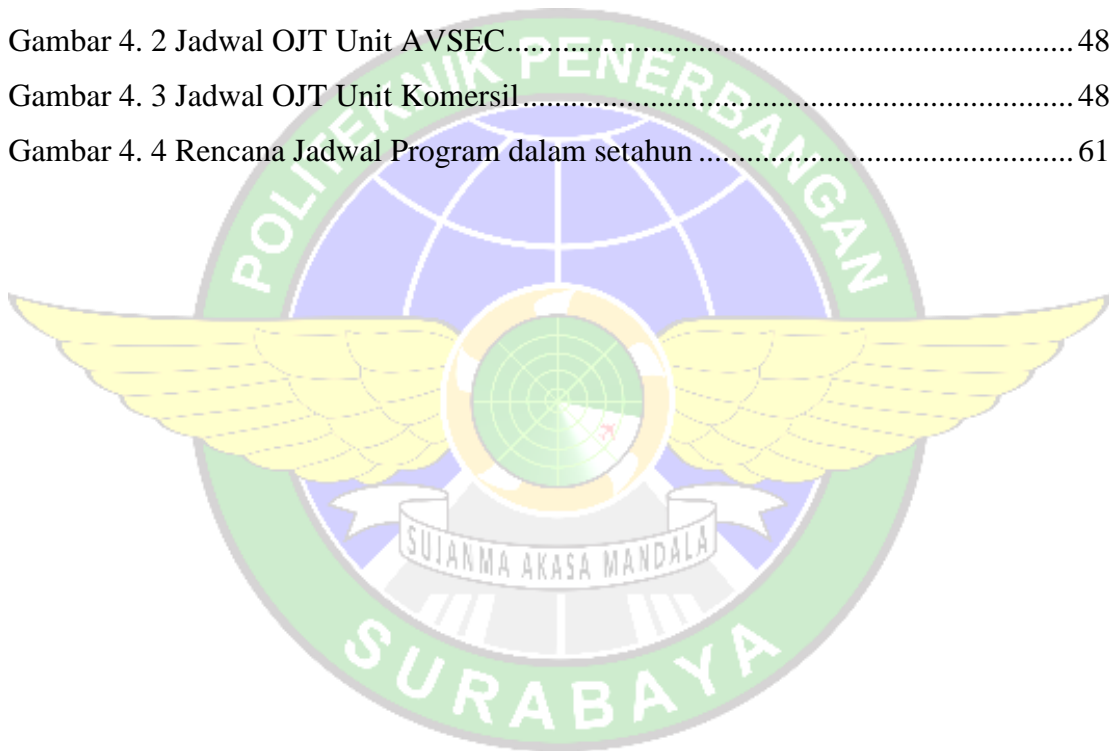 Gambar 4. 2 Jadwal OJT Unit AVSEC.................................................................... 48
Gambar 4. 3 Jadwal OJT Unit Komersil.................................................................. 48
Gambar 4. 4 Rencana Jadwal Program dalam setahun ............................................. 61
POLITEKNIK PENERBANGAN
SUJANMA AKASA MANDALA
SURABAYA